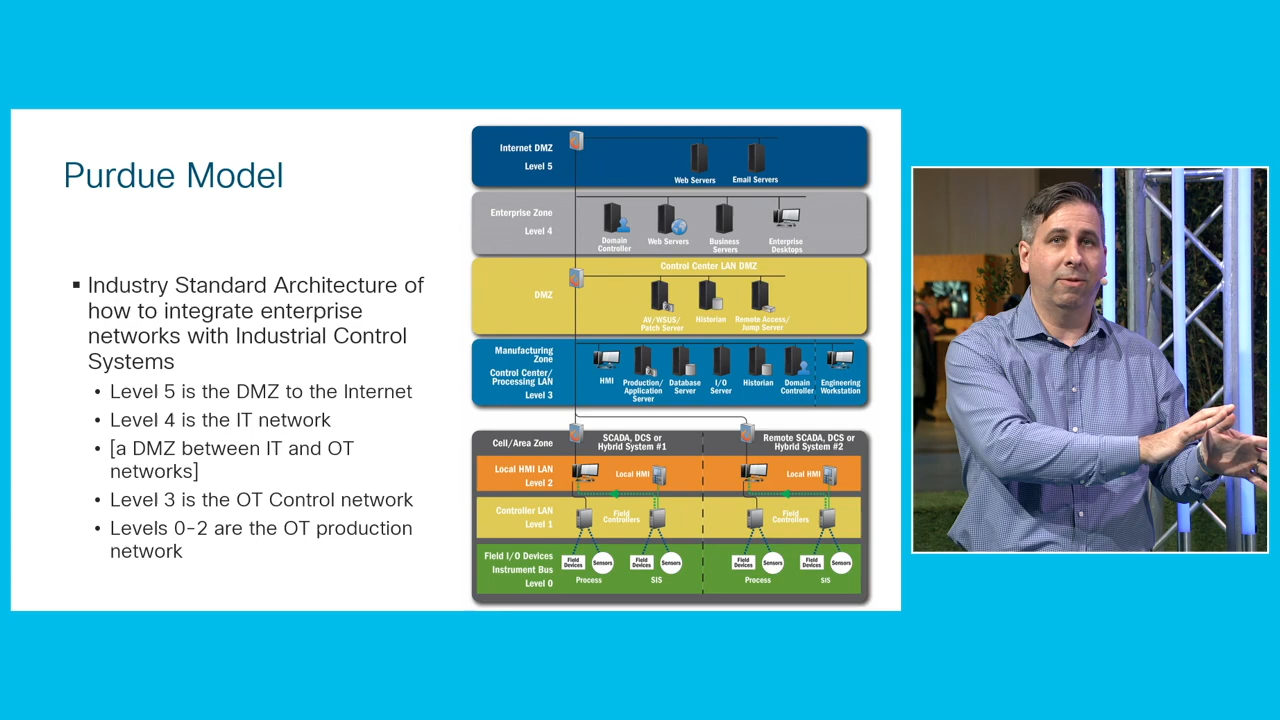 Purdue Model
▪ Industry Standard Architecture of
how to integrate enterprise
networks with Industrial Control
Systems
• Level 5 is the DMZ to the Internet
• Level 4 is the IT network
• [a DMZ between IT and OT
networks]
• Level 3 is the OT Control network
• Levels 0-2 are the OT production
network
Internet DMZ
Level 5
Web Servers
Email Servers
Enterprise Zone
Level 4
Domain
Controller
Web Servers
Business
Servers
Enterprise
Desktops
Control Center LAN DMZ
DMZ
AV/WSUS/
Patch Server
Historian
Remote Access/
Jump Server
Manufacturing
Zone
Control Center/
Processing LAN
Level 3
HMI
Production/
Application
Server
Database
Server
I/O
Server
Historian
Domain
Controller
Engineering
Workstation
Cell/Area Zone
SCADA, DCS or
Hybrid System #1
Remote SCADA, DCS or
Hybrid System #2
Local HMI LAN
Level 2
Local HMI
Local HMI
Controller LAN
Level 1
Field
Controllers
Field
Controllers
Field I/O Devices
Instrument Bus
Level 0
Field
Devices
Sensors
Field
Devices
Sensors
Field
Devices
Sensors
Field
Devices
Sensors
Process
SIS
Process
SIS